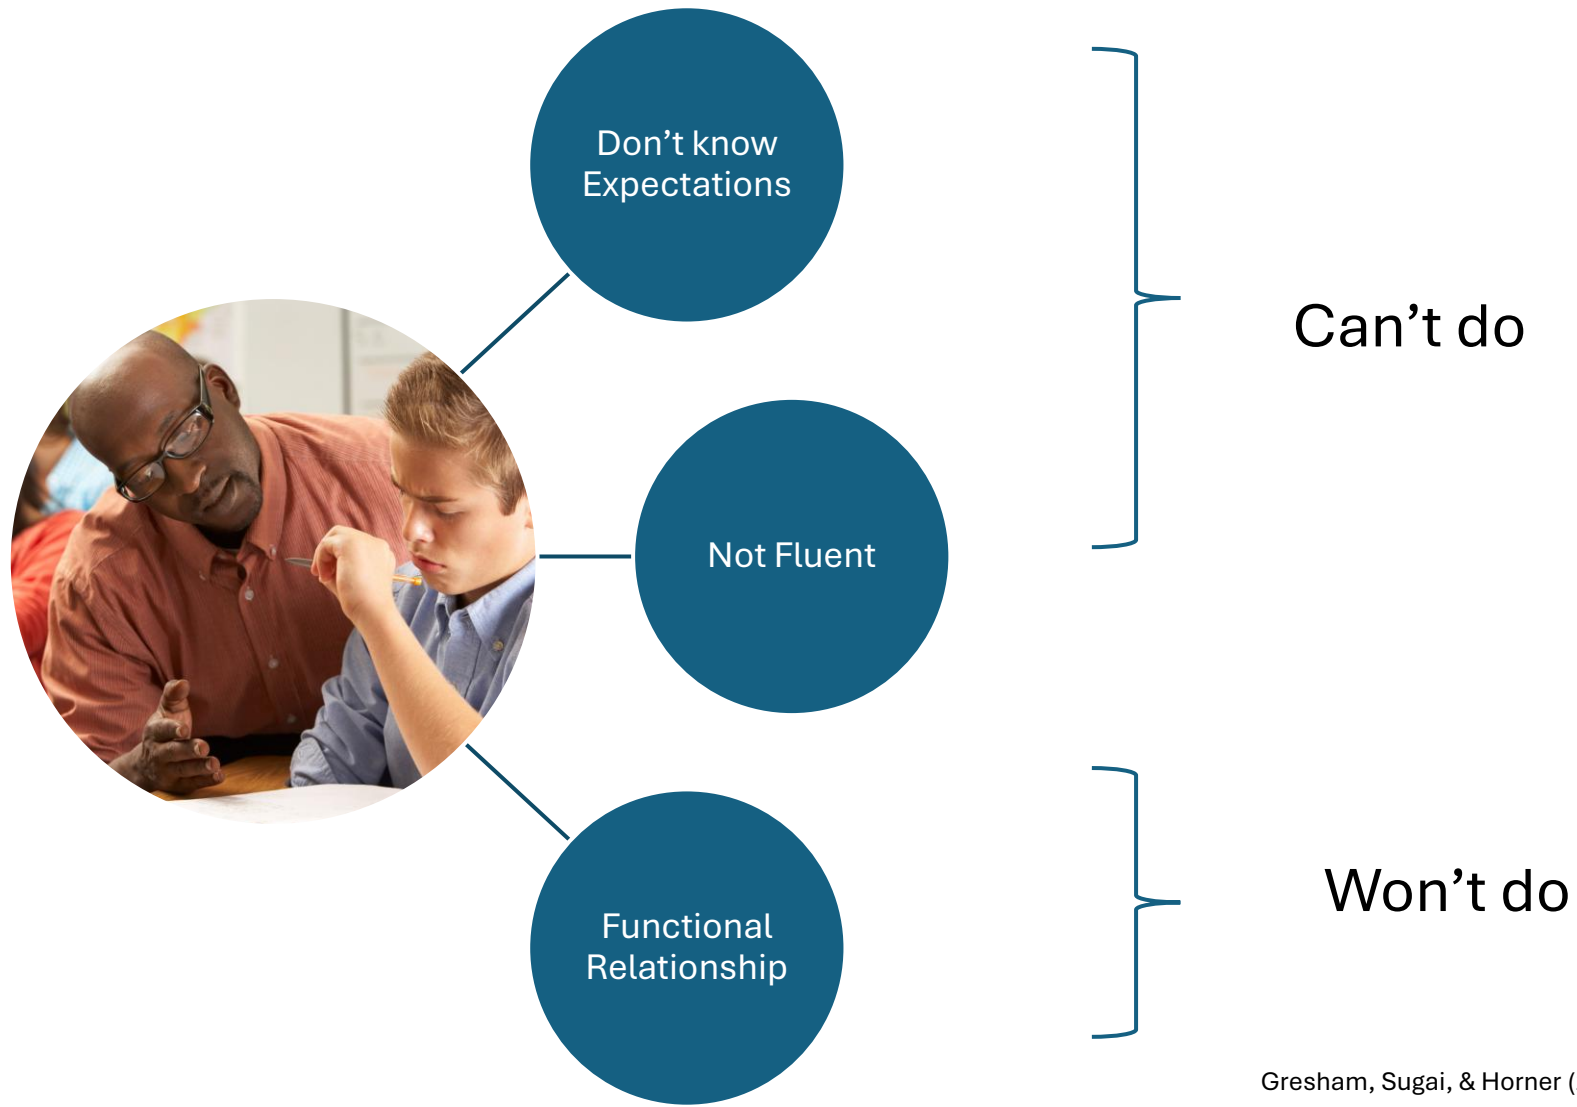 Don’t know
Expectations
Can’t do
Not Fluent
Won’t do
Functional
Relationship
Gresham, Sugai, & Horner (